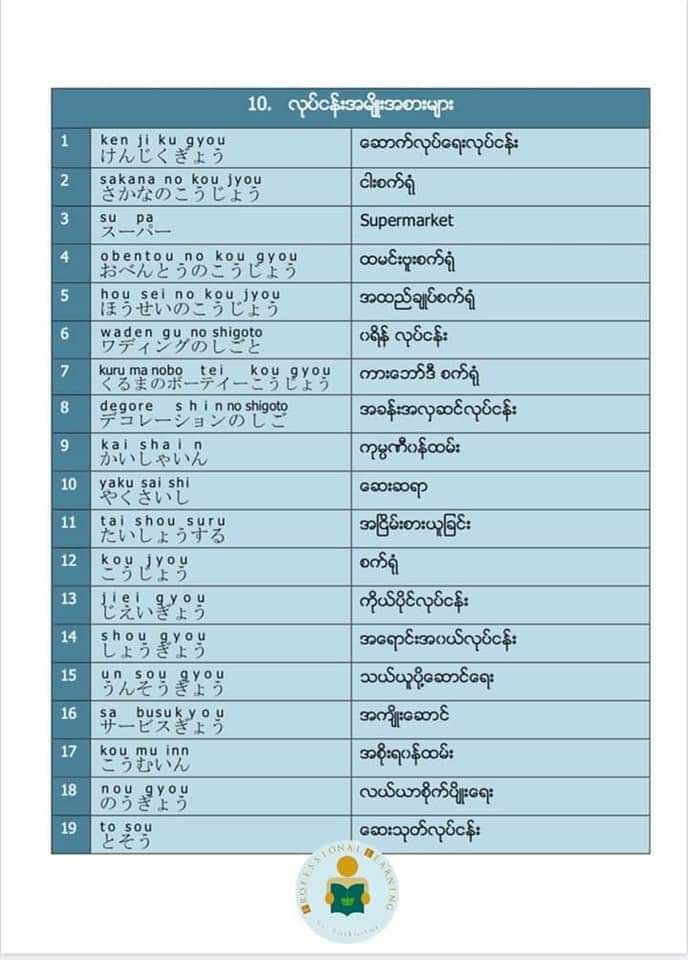 10. လုပ်ငန်းအမျိုးအစားများ
1 ken ji ku gyou ဆောက်လုပ်ရေးလုပ်ငန်း
けんじくぎょう
2 sakana no kou jyou ငါးစက်ရုံ
さかなのこうじょう
3 su pa Supermarket
スーパー
4 obentou no kou gyou ထမင်းဗူးစက်ရုံ
おべんとうのこうじょう
5 hou sei no kou jyou အထည်ချုပ်စက်ရုံ
ほうせいのこうじょう
6 waden gu no shigoto ဂရိန် လုပ်ငန်း
ワディングのしごと
7 kuru ma nobo tei kou gyou ကားဘော်ဒီ စက်ရုံ
くるまのボーテイーこうじょう
8 degore shin no shigoto အခန်းအလှဆင်လုပ်ငန်း
デコレーションのしご
9 kai shain ကုမ္ပဏီဝန်ထမ်း
かいしゃいん
10 yaku sai shi ဆေးဆရာ
やくさいし
11 tai shou suru အငြိမ်းစားယူခြင်း
たいしょうする
12 kou jyou စက်ရုံ
こうじょう
13 jiei gyou ကိုယ်ပိုင်လုပ်ငန်း
じえいぎょう
14 shou gyou အရောင်းအဝယ်လုပ်ငန်း
しょうぎょう
15 un sou gyou သယ်ယူပို့ဆောင်ရေး
うんそうぎょう
16 sa busukyou အကျိုးဆောင်
サービスぎょう
17 kou mu inn အစိုးရဝန်ထမ်း
こうむいん
18 nou gyou လယ်ယာစိုက်ပျိုးရေး
のうぎょう
19 to sou ဆေးသုတ်လုပ်ငန်း
とそう
PROFESSIONAL LEARNING